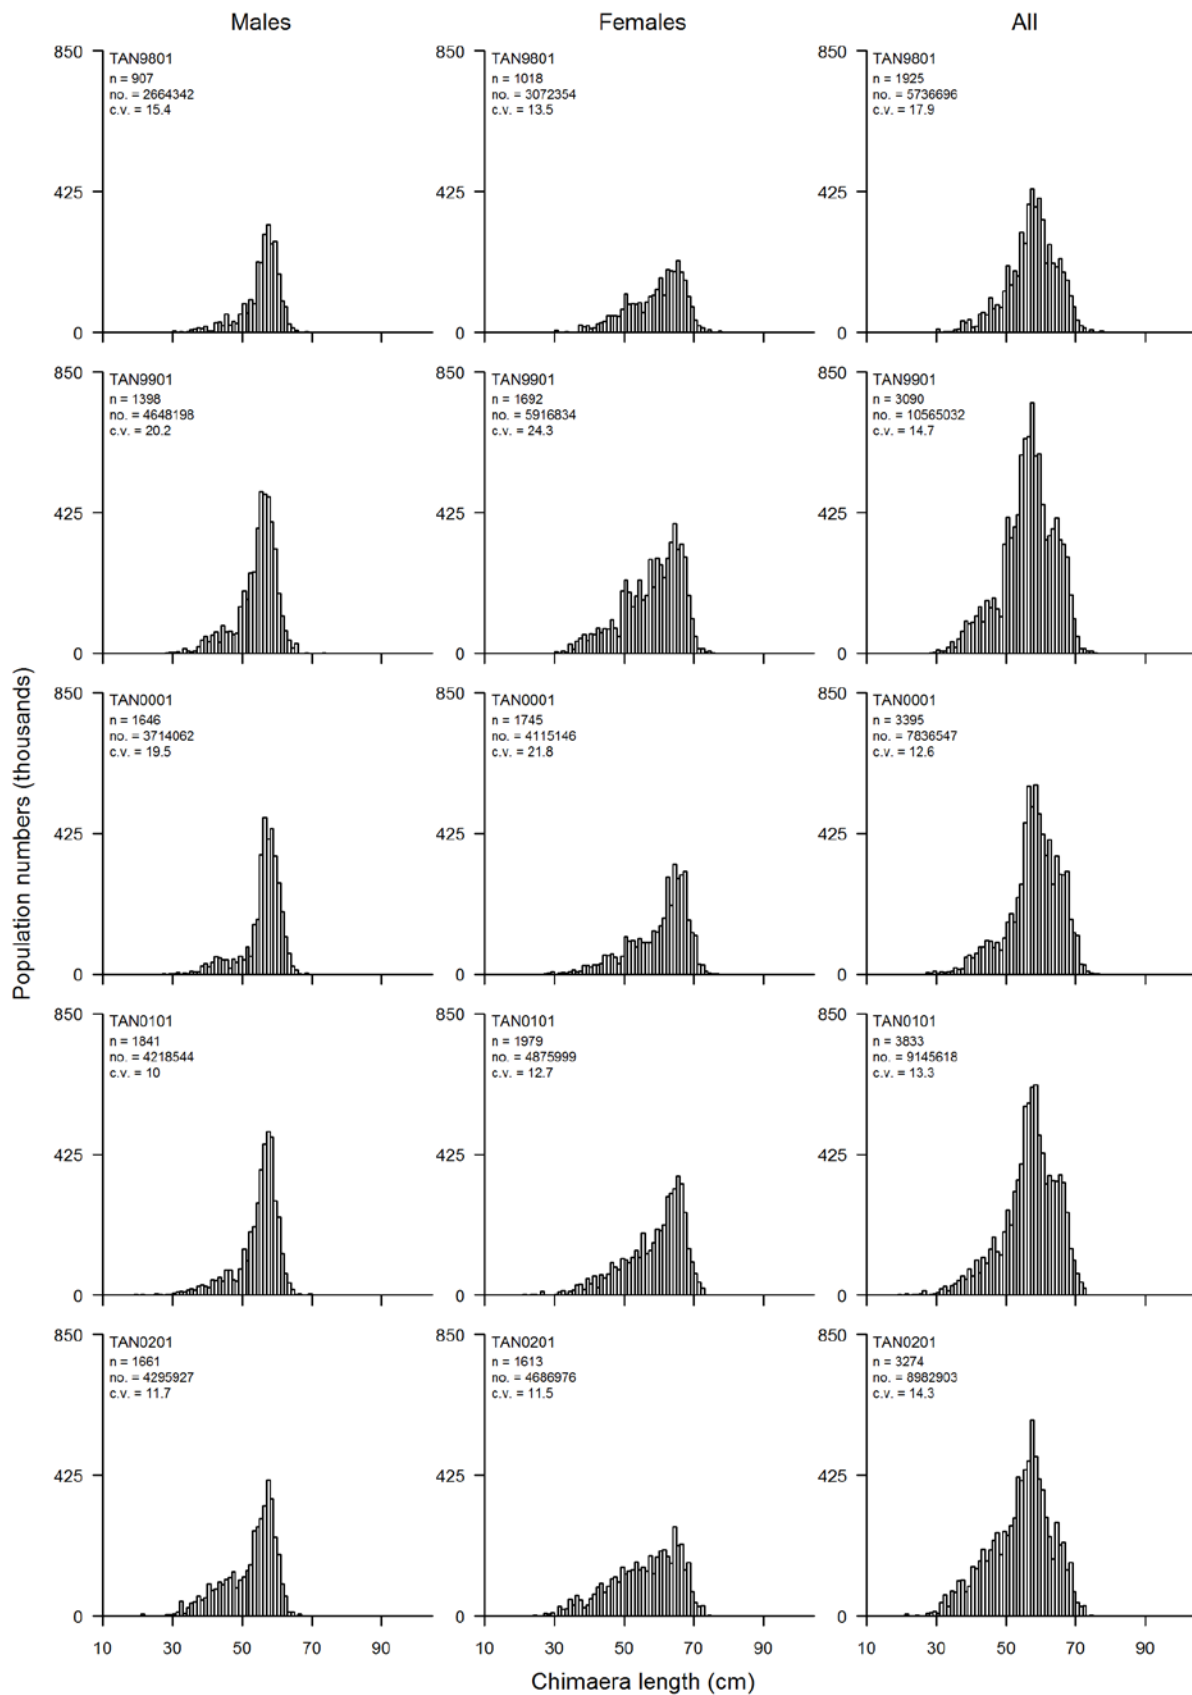 Males Females All
850 TAN9801 850 TAN9801 850 TAN9801
n = 907 n = 1018 n = 1925
no. = 2664342 no. = 3072354 no. = 5736696
c.v. = 15.4 c.v. = 13.5 c.v. = 17.9
425 425 425
0 0 0
850 TAN9901 850 TAN9901 850 TAN9901
n = 1398 n = 1692 n = 3090
no. = 4648198 no. = 5916834 no. = 10565032
c.v. = 20.2 c.v. = 24.3 c.v. = 14.7
425 425 425
0 0 0
Population numbers (thousands)
850 TAN0001 850 TAN0001 850 TAN0001
n = 1646 n = 1745 n = 3395
no. = 3714062 no. = 4115146 no. = 7836547
c.v. = 19.5 c.v. = 21.8 c.v. = 12.6
425 425 425
0 0 0
850 TAN0101 850 TAN0101 850 TAN0101
n = 1841 n = 1979 n = 3833
no. = 4218544 no. = 4875999 no. = 9145618
c.v. = 10 c.v. = 12.7 c.v. = 13.3
425 425 425
0 0 0
850 TAN0201 850 TAN0201 850 TAN0201
n = 1661 n = 1613 n = 3274
no. = 4295927 no. = 4686976 no. = 8982903
c.v. = 11.7 c.v. = 11.5 c.v. = 14.3
425 425 425
0 0 0
10 30 50 70 90 10 30 50 70 90 10 30 50 70 90
Chimaera length (cm)